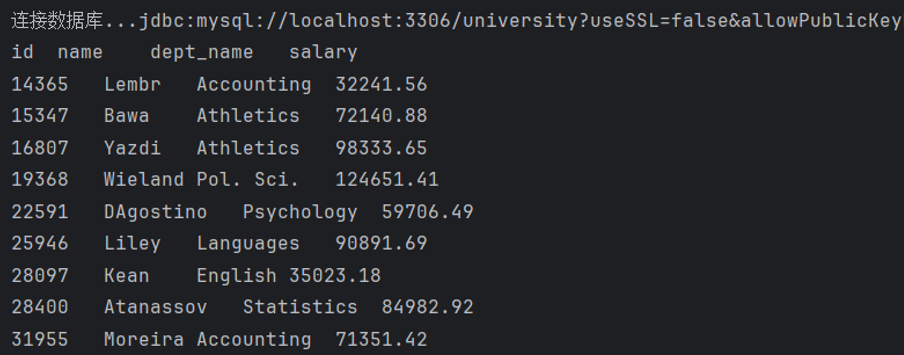 连接数据库...jdbc:mysql://localhost:3306/university?useSSL=false&allowPublicKey
id name dept_name salary
14365 Lembr Accounting 32241.56
15347 Bawa Athletics 72140.88
16807 Yazdi Athletics 98333.65
19368 Wieland Pol. Sci. 124651.41
22591 DAgostino Psychology 59706.49
25946 Liley Languages 90891.69
28097 Kean English 35023.18
28400 Atanassov Statistics 84982.92
31955 Moreira Accounting 71351.42